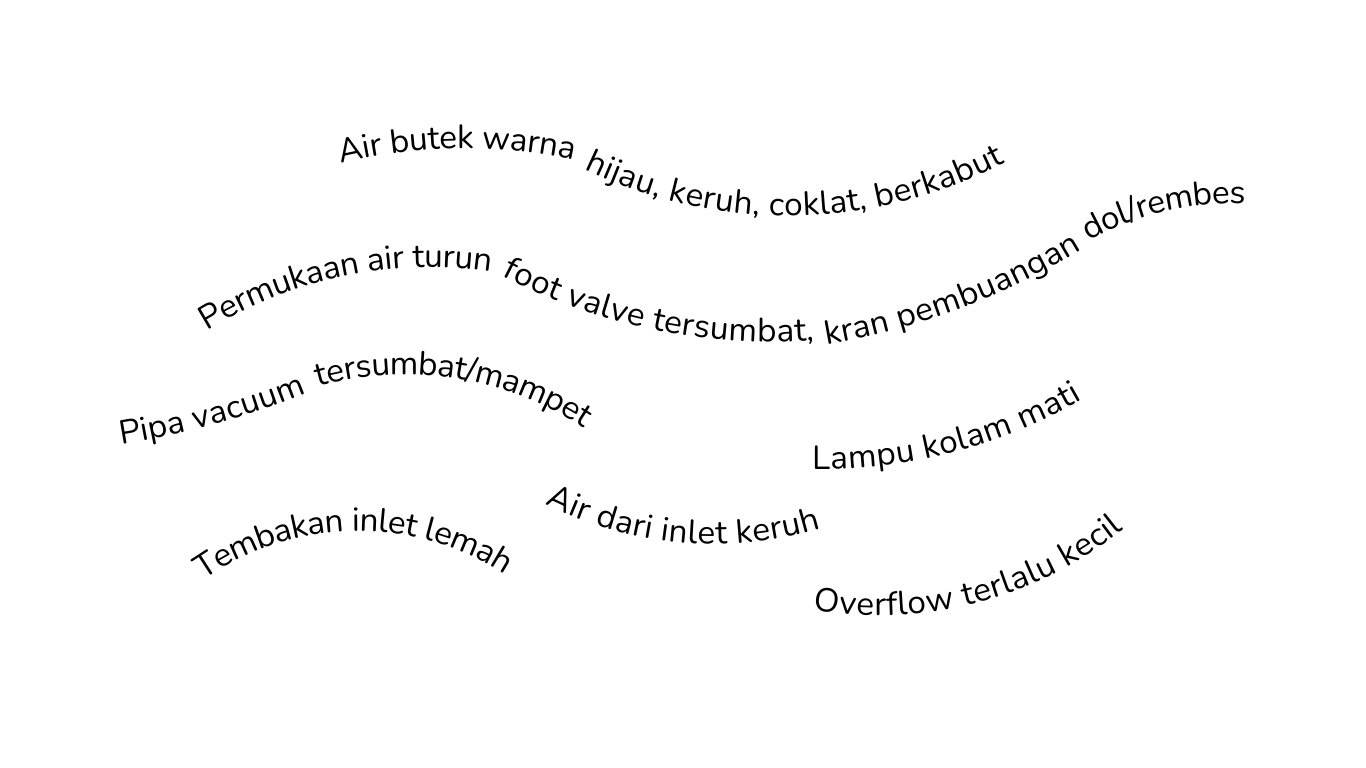 Air butek warna hijau, keruh, coklat, berkabut
Permukaan air turun foot valve tersumbat, kran pembuangan dol/rembes
Pipa vacuum tersumbat/mampet
Lampu kolam mati
Tembakan inlet lemah
Air dari inlet keruh
Overflow terlalu kecil